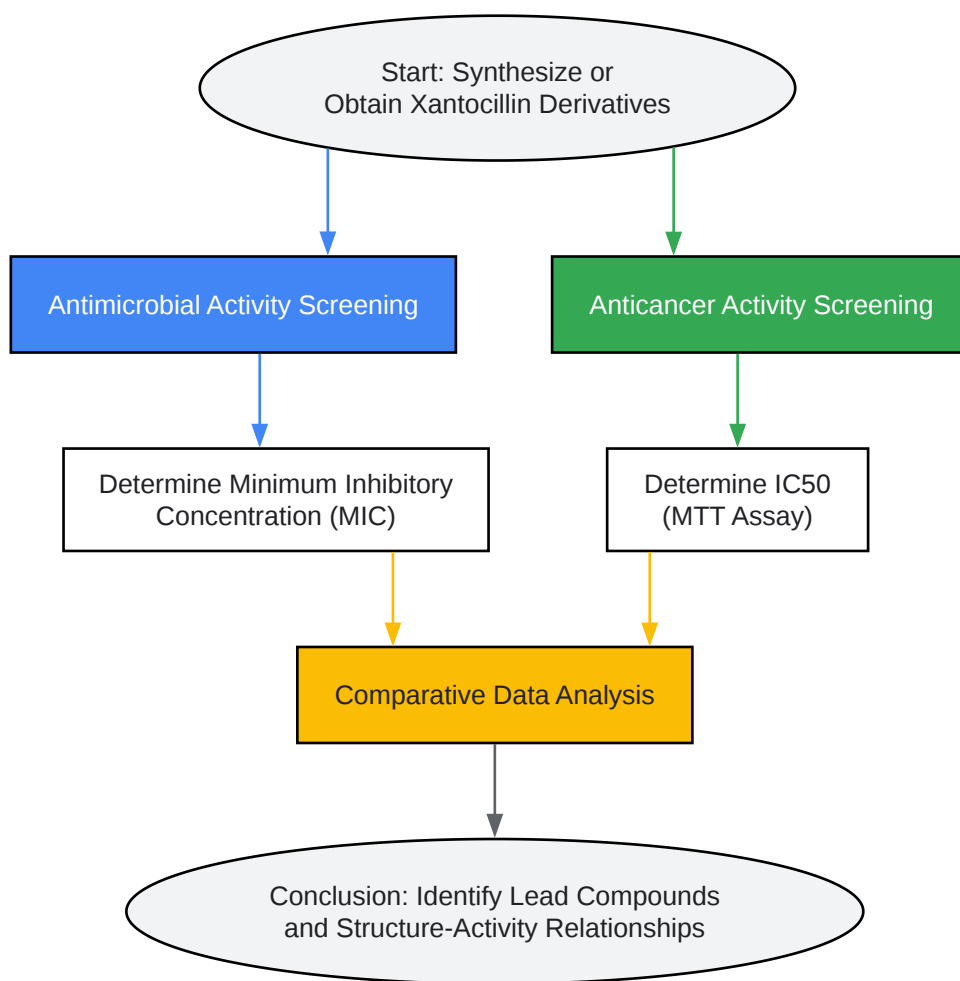 Start: Synthesize or
Obtain Xantocillin Derivatives
Antimicrobial Activity Screening
Anticancer Activity Screening
Determine Minimum Inhibitory
Concentration (MIC)
Determine IC50
(MTT Assay)
Comparative Data Analysis
Conclusion: Identify Lead Compounds
and Structure-Activity Relationships